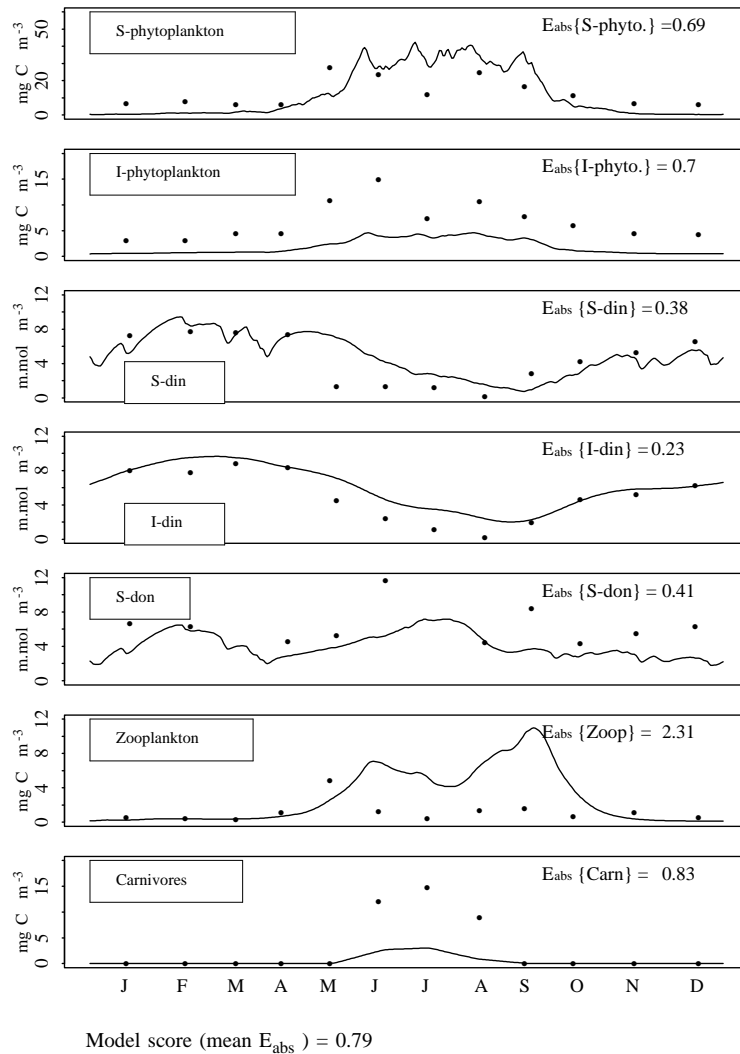 S-phytoplankton
Eabs{S-phyto.} =0.69
mg C m-3
0 20 50
I-phytoplankton
Eabs{I-phyto.} = 0.7
mg C m-3
0 5 15
Eabs {S-din} =0.38
S-din
m.mol m-3
0 4 8 12
Eabs {I-din} =0.23
I-din
m.mol m-3
0 4 8 12
S-don
Eabs {S-don} = 0.41
m.mol m-3
0 4 8 12
Zooplankton
Eabs {Zoop} = 2.31
mg C m-3
0 4 8 12
Carnivores
Eabs {Carn} = 0.83
mg C m-3
0 5 15
J F M A M J J A S O N D
Model score (mean Eabs ) = 0.79